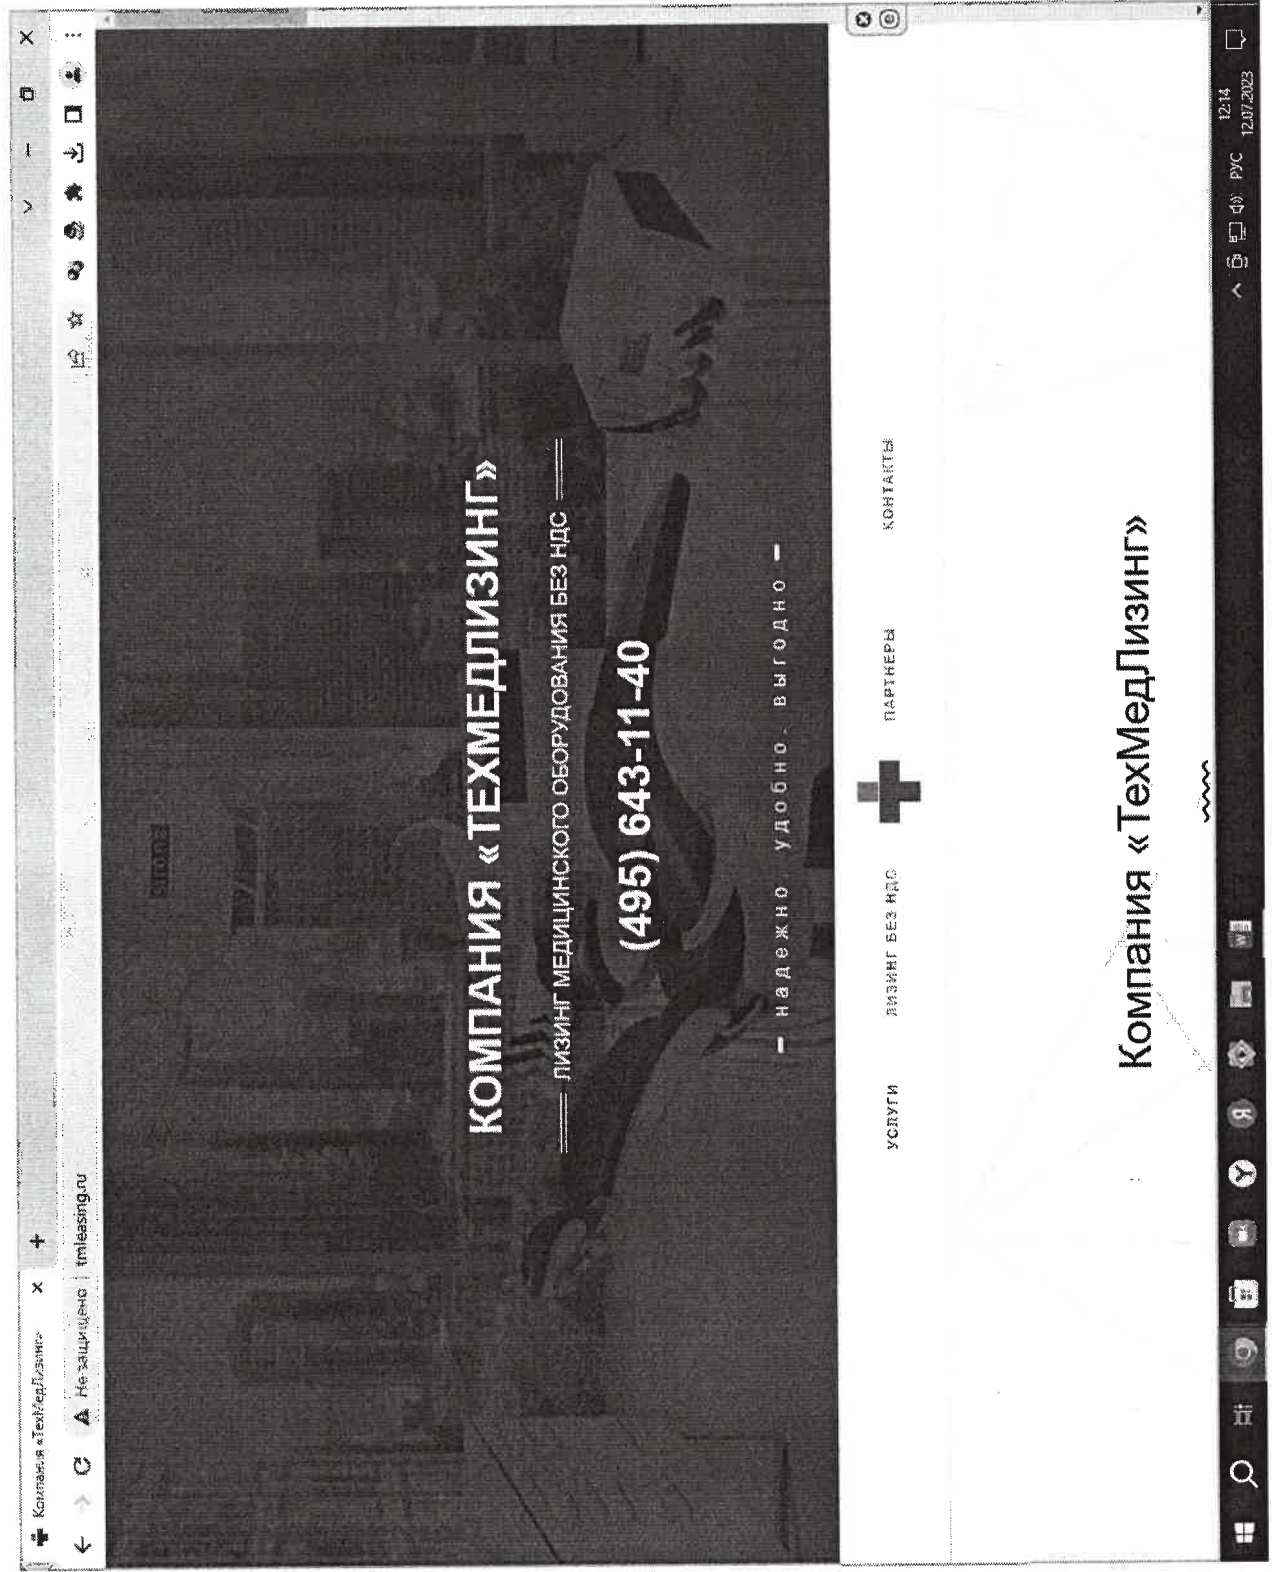 Компания «ТехМедЛизинг»
Не защищено | tmleasing.ru
КОМПАНИЯ «ТЕХМЕДЛИЗИНГ»
ЛИЗИНГ МЕДИЦИНСКОГО ОБОРУДОВАНИЯ БЕЗ НДС
(495) 643-11-40
надежно. удобно. выгодно
УСЛУГИ
ЛИЗИНГ БЕЗ НДС
ПАРТНЕРЫ
КОНТАКТЫ
Компания «ТехМедЛизинг»
РУС
12:14
12.07.2023